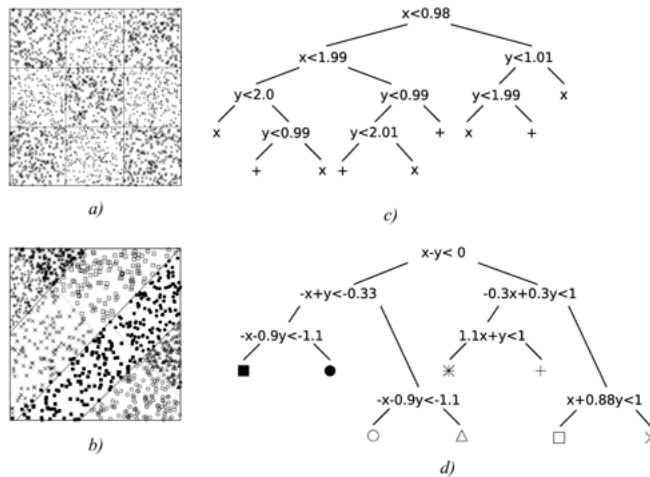 x<0.98
x<1.99 y<1.01
y<2.0 y<0.99 y<1.99 x
x y<0.99 y<2.01 + x +
+ x + x
a)
c)
x-y< 0
-x+y<-0.33 -0.3x+0.3y<1
-x-0.9y<-1.1 1.1x+y<1
-x-0.9y<-1.1 x+0.88y<1
b)
d)